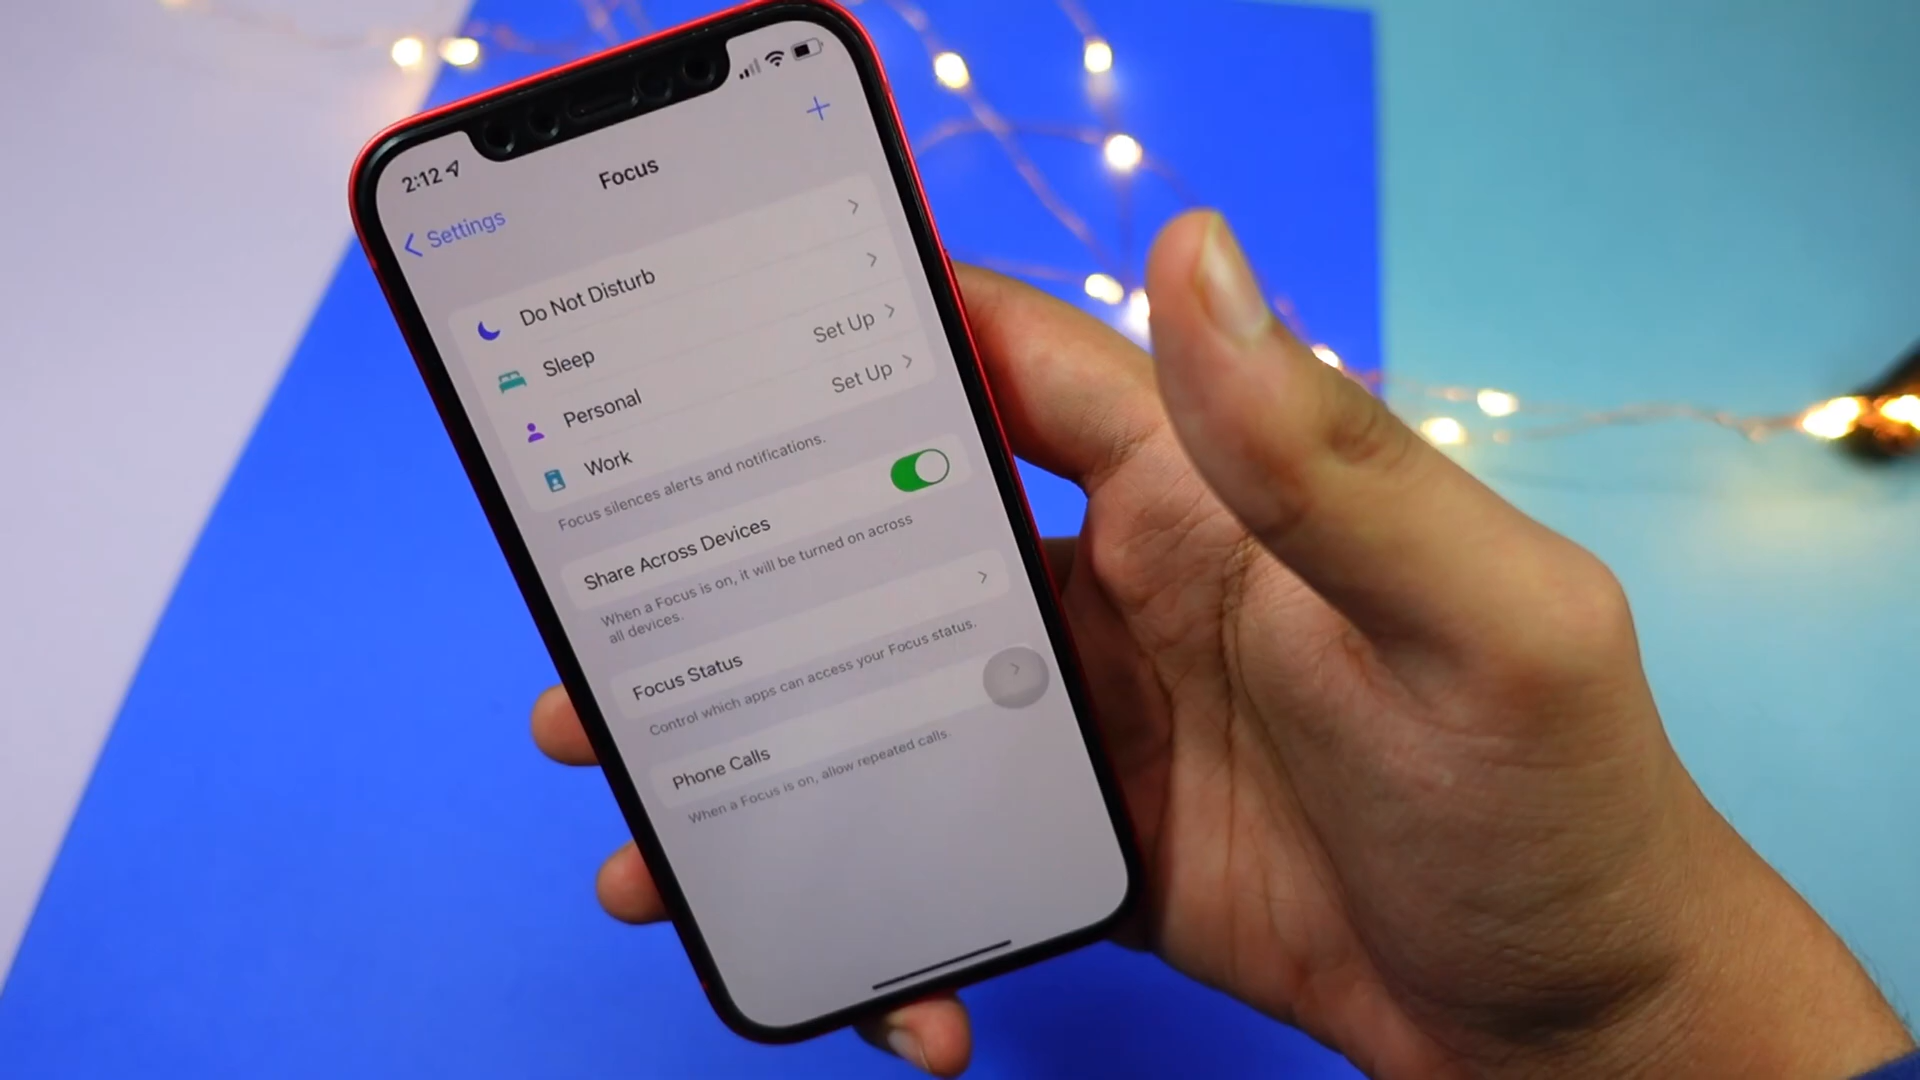 2:12
Focus
Settings
Do Not Disturb
Sleep
Personal Set Up
Work Set Up
Focus silences alerts and notifications.
Share Across Devices
When a Focus is on, it will be turned on across
all devices.
Focus Status
Control which apps can access your Focus status.
Phone Calls
When a Focus is on, allow repeated calls.